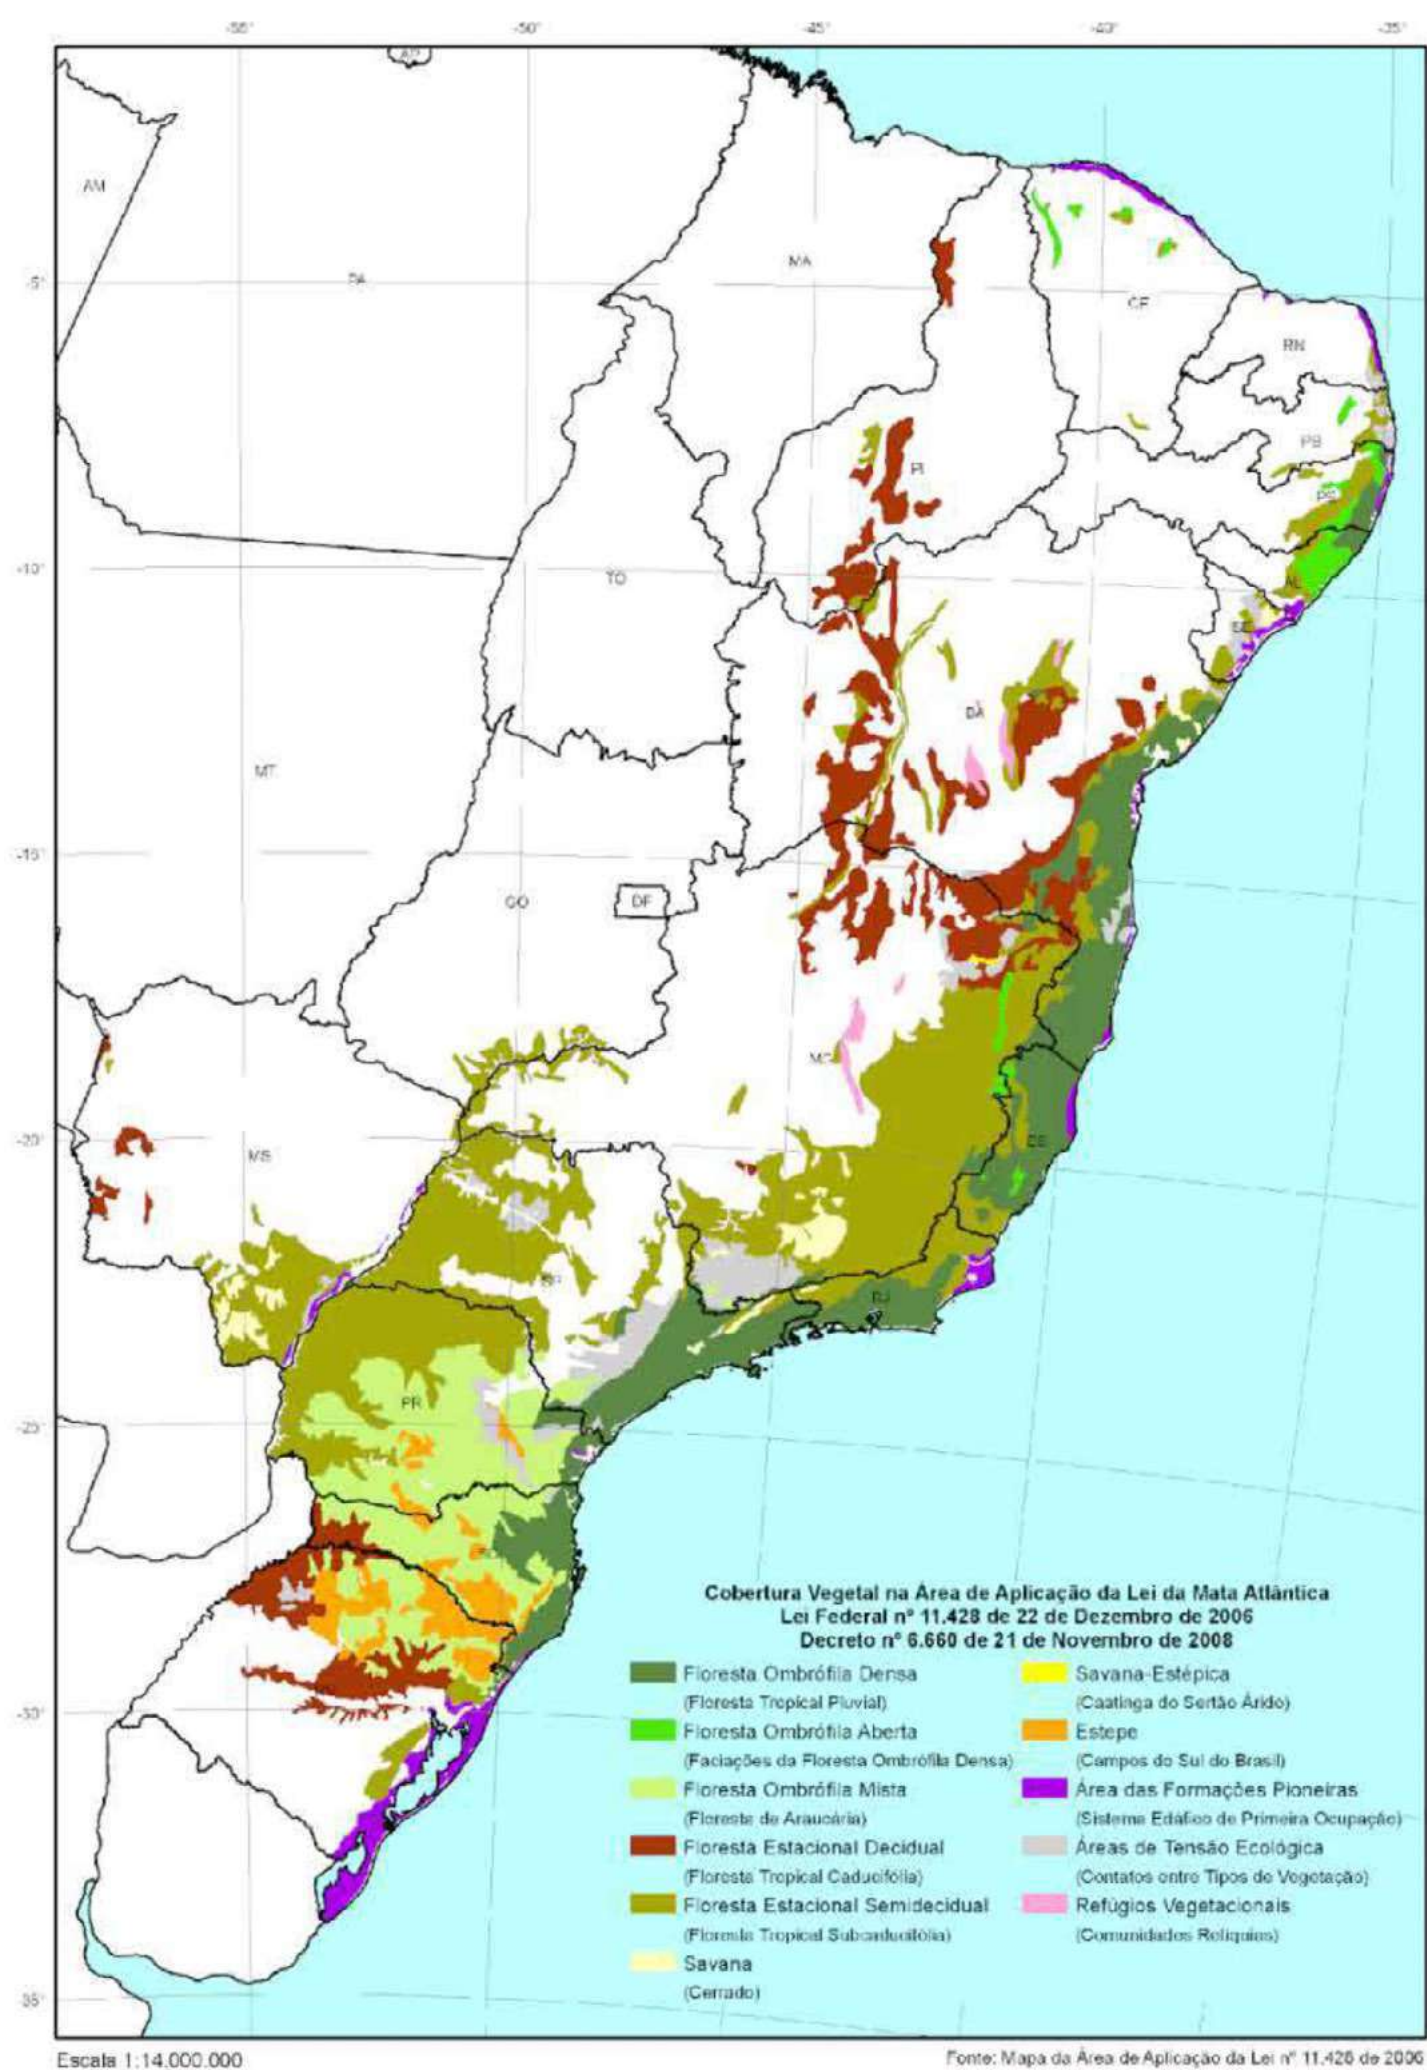 -55° -50° -45° -40° -35°
AP
AM
MA
PA
-5°
CE
RN
PB
PI
PE
-10°
TO
AL
SE
BA
MT
-15°
GO
DF
MG
-20°
MS
ES
SP
RJ
PR
-25°
-30°
-35°
Cobertura Vegetal na Área de Aplicação da Lei da Mata Atlântica
Lei Federal nº 11.428 de 22 de Dezembro de 2006
Decreto nº 6.660 de 21 de Novembro de 2008
Floresta Ombrófila Densa
(Floresta Tropical Pluvial)
Floresta Ombrófila Aberta
(Faciações da Floresta Ombrófila Densa)
Floresta Ombrófila Mista
(Floresta de Araucária)
Floresta Estacional Decidual
(Floresta Tropical Caducifólia)
Floresta Estacional Semidecidual
(Floresta Tropical Subcaducifólia)
Savana
(Cerrado)
Savana-Estépica
(Caatinga do Sertão Árido)
Estepe
(Campos do Sul do Brasil)
Área das Formações Pioneiras
(Sistema Edáfico de Primeira Ocupação)
Áreas de Tensão Ecológica
(Contatos entre Tipos de Vegetação)
Refúgios Vegetacionais
(Comunidades Relíquias)
Escala 1:14.000.000
Fonte: Mapa da Área de Aplicação da Lei nº 11.428 de 2006